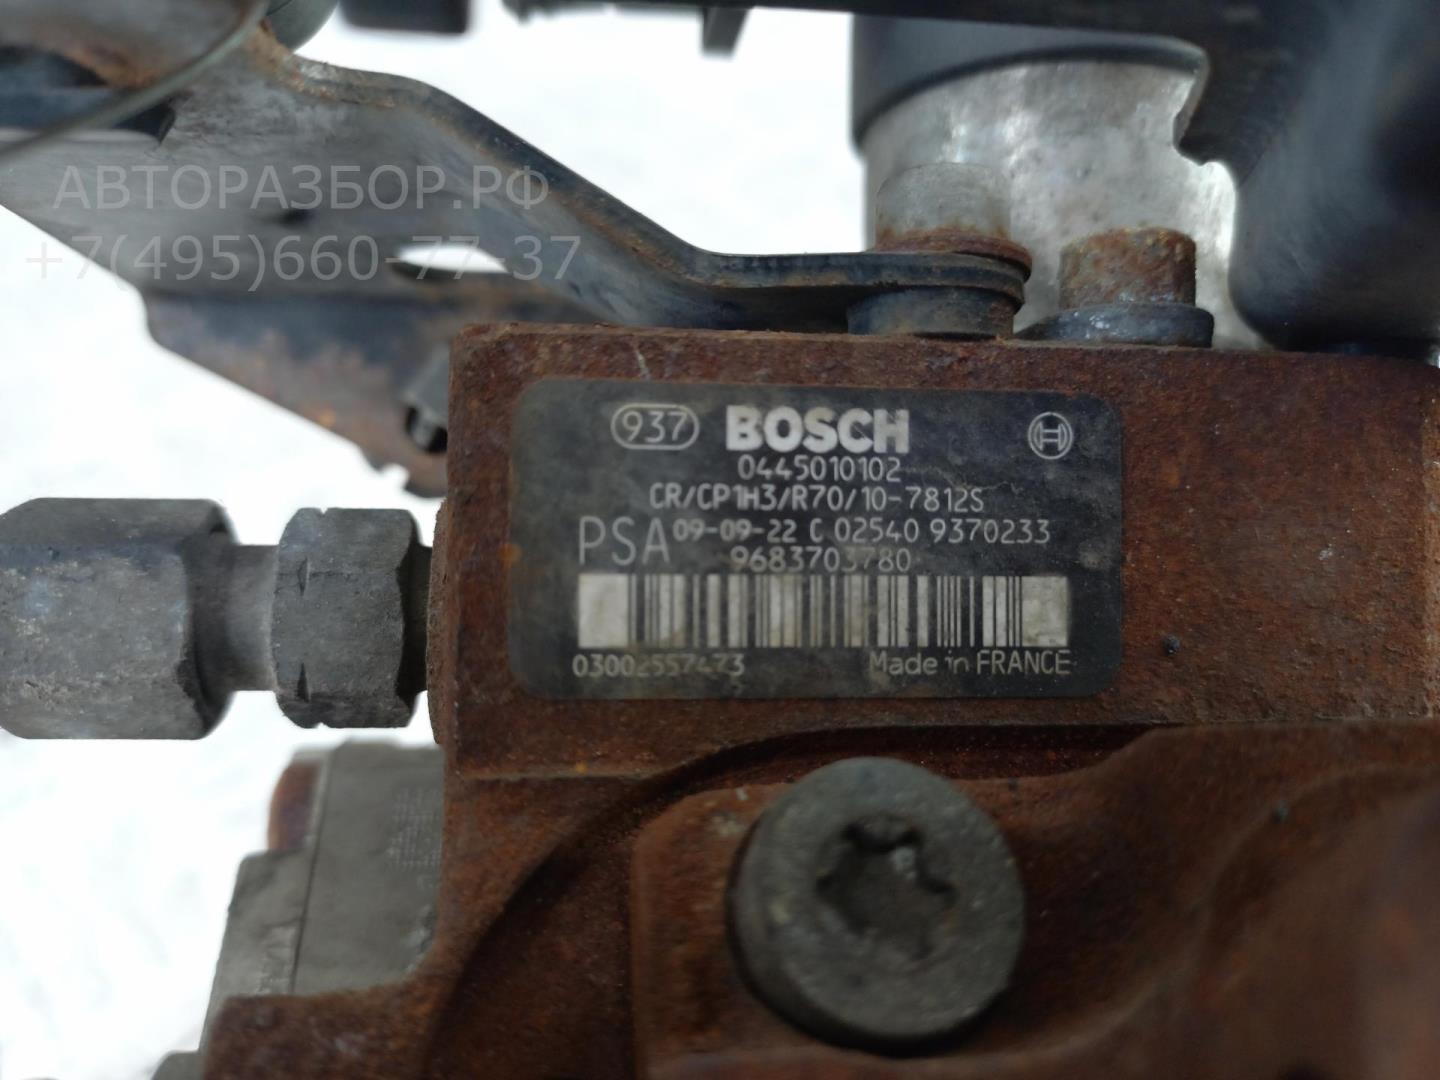 АВТОРАЗБОР.РФ
+7(495)660-77-37
937 BOSCH
0445010102
CR/CP1H3/R70/10-7812S
PSA 09-09-22 C 02540 9370233
9683703780
03002557473 Made in FRANCE